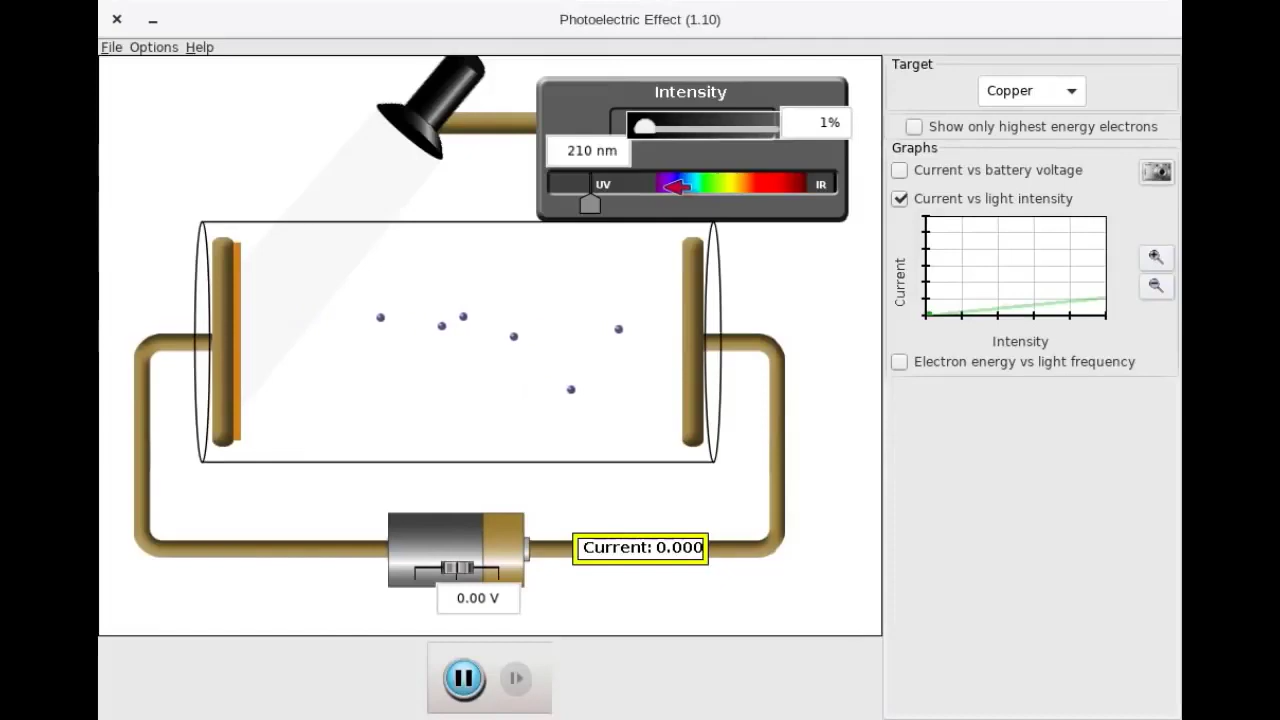 Photoelectric Effect (1.10)
File Options Help
Intensity
1%
210 nm
UV
IR
Current: 0.000
0.00 V
Target
Copper
Show only highest energy electrons
Graphs
Current vs battery voltage
Current vs light intensity
Current
Intensity
Electron energy vs light frequency